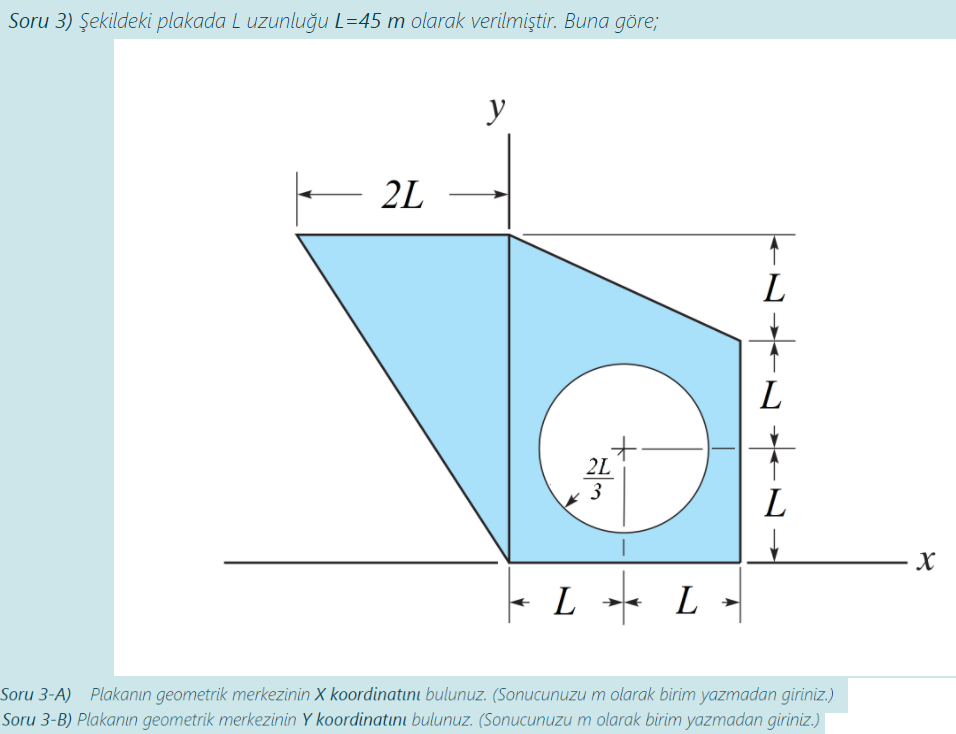 Soru 3) Şekildeki plakada L uzunluğu L=45 m olarak verilmiştir. Buna göre;
y
2L
L
L
2L
3
L
x
L
L
Soru 3-A) Plakanın geometrik merkezinin X koordinatını bulunuz. (Sonucunuzu m olarak birim yazmadan giriniz.)
Soru 3-B) Plakanın geometrik merkezinin Y koordinatını bulunuz. (Sonucunuzu m olarak birim yazmadan giriniz.)